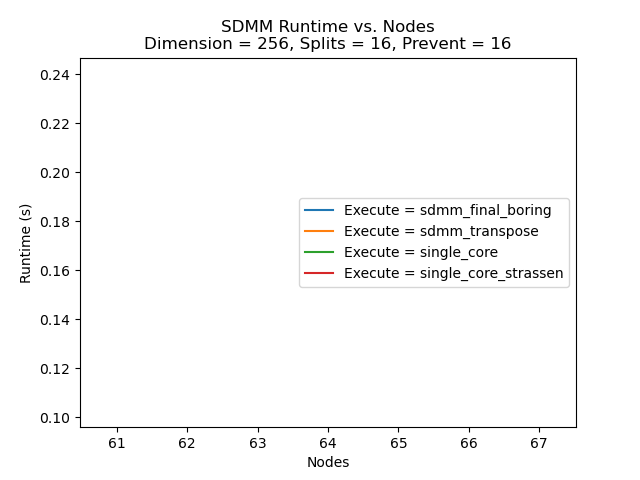 SDMM Runtime vs. Nodes
Dimension = 256, Splits = 16, Prevent = 16
0.24
0.22
0.20
0.18
0.16
0.14
0.12
0.10
Runtime (s)
Execute = sdmm_final_boring
Execute = sdmm_transpose
Execute = single_core
Execute = single_core_strassen
61 62 63 64 65 66 67
Nodes